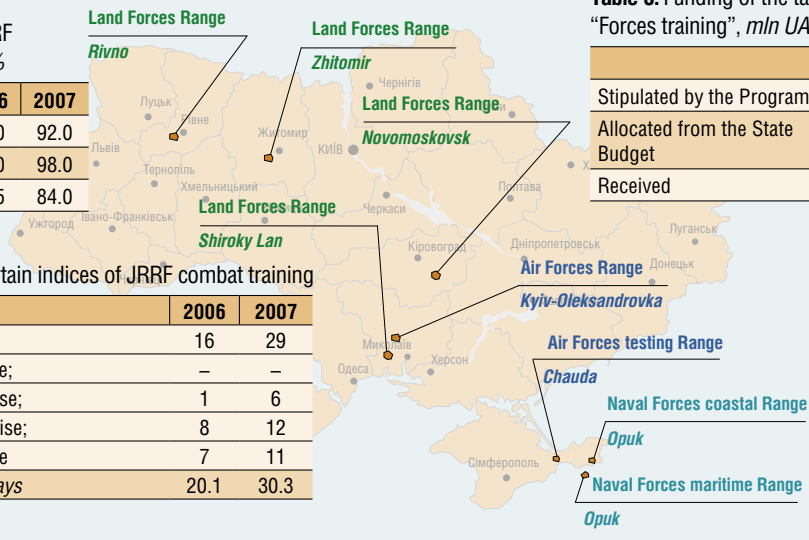 Land Forces Range
Rivno
Land Forces Range
Zhitomir
Land Forces Range
Novomoskovsk
Land Forces Range
Shiroky Lan
Air Forces Range
Kyiv-Oleksandrovka
Air Forces testing Range
Chauda
Naval Forces coastal Range
Opuk
Naval Forces maritime Range
Opuk
2007
92.0
98.0
84.0
"Forces training", mln UA
Stipulated by the Program
Allocated from the State
Budget
Received
tain indices of JRRF combat training
2006 2007
16 29
e; – –
se; 1 6
ise; 8 12
e 7 11
ays 20.1 30.3
Луцьк
Рівне
Житомир
Чернігів
КИЇВ
Львів
Тернопіль
Хмельницький
Ужгород
Івано-Франківськ
Черкаси
Полтава
Кіровоград
Дніпропетровськ
Луганськ
Донецьк
Миколаїв
Одеса
Херсон
Сімферополь